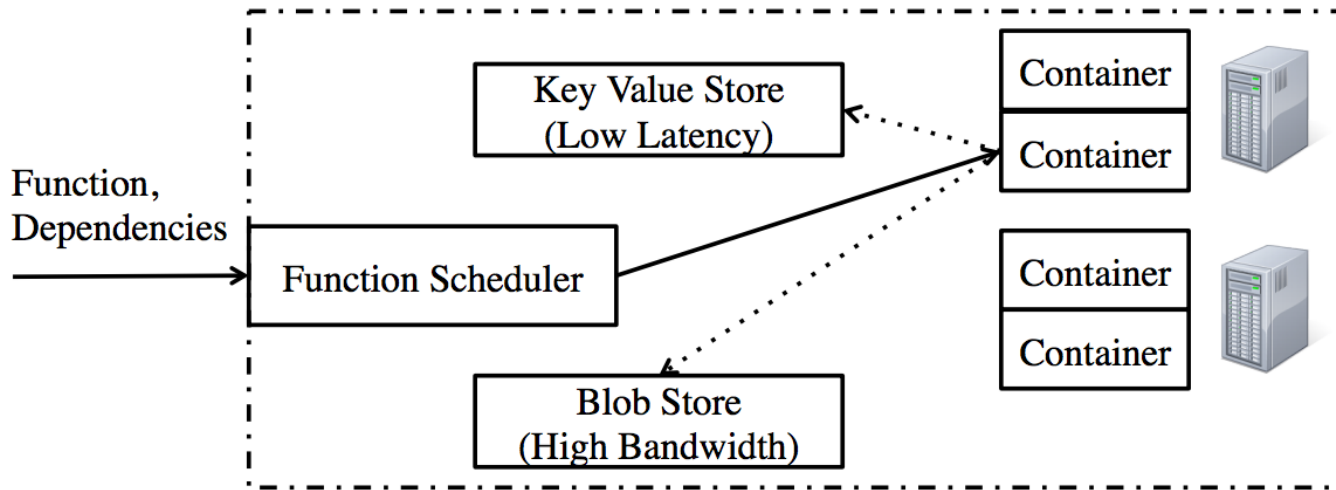 Function,
Dependencies
Function Scheduler
Key Value Store
(Low Latency)
Blob Store
(High Bandwidth)
Container
Container
Container
Container